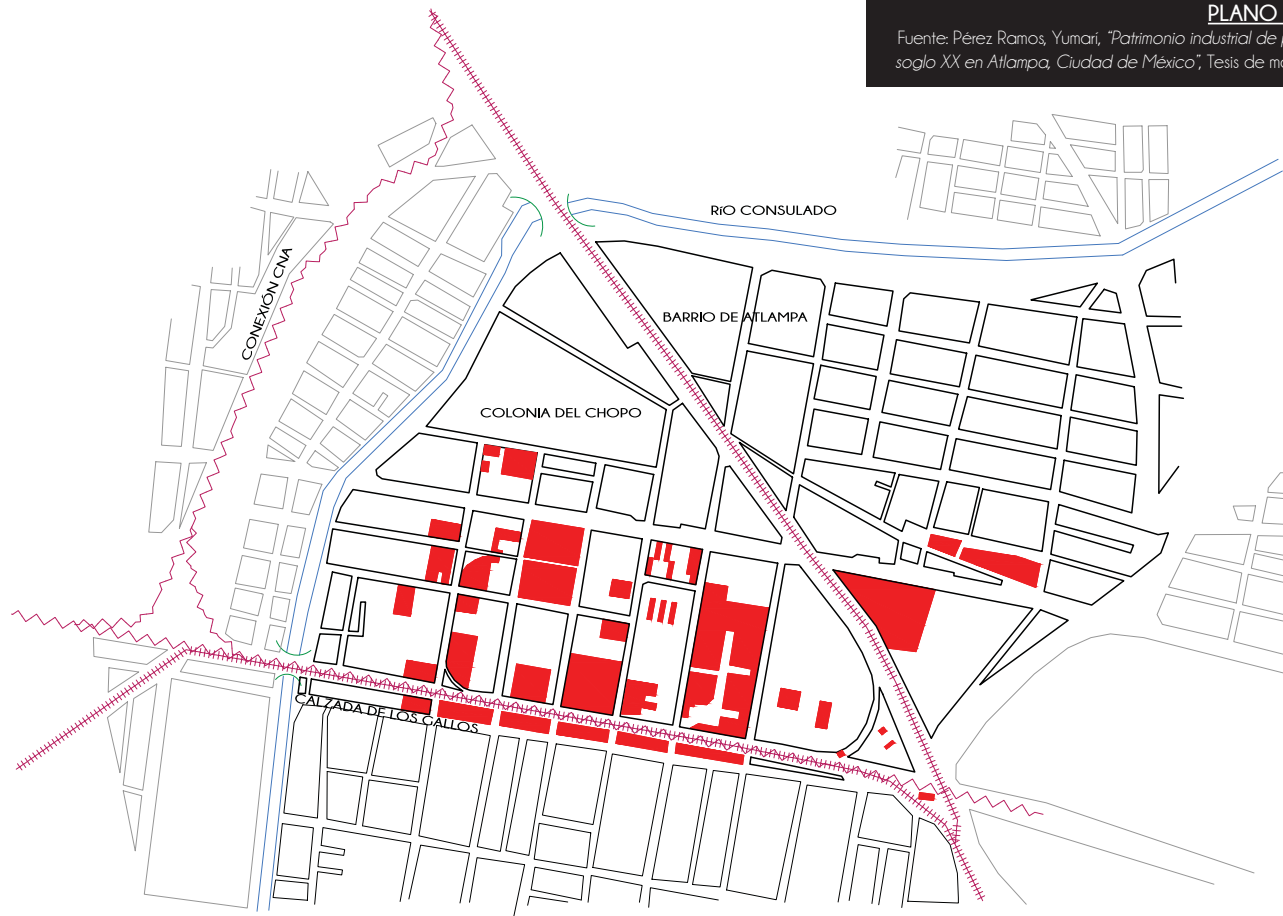 PLANO
Fuente: Pérez Ramos, Yumari, "Patrimonio industrial de
soglo XX en Atlampa, Ciudad de México", Tesis de
RíO CONSULADO
CONEXIÓN CNA
BARRIO DE ATLAMPA
COLONIA DEL CHOPO
CALZADA DE LOS GALLOS